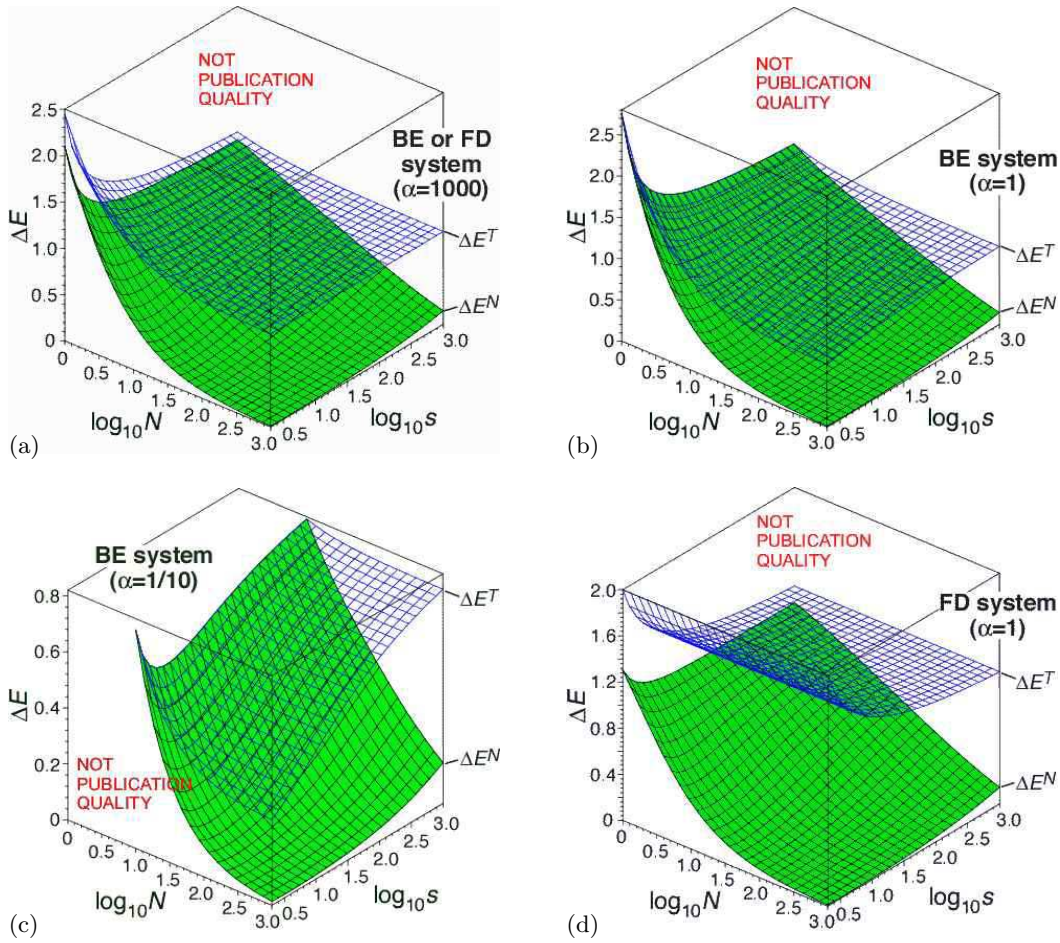 NOT
PUBLICATION
QUALITY
BE or FD
system
(α=1000)
ΔE
2.5
2.0
1.5
1.0
0.5
0
0
0.5
1.0
1.5
2.0
2.5
3.0
log10N
0.5
1.0
1.5
2.0
2.5
3.0
log10s
ΔE^T
ΔE^N
(a)
NOT
PUBLICATION
QUALITY
BE system
(α=1)
ΔE
2.5
2.0
1.5
1.0
0.5
0
0
0.5
1.0
1.5
2.0
2.5
3.0
log10N
0.5
1.0
1.5
2.0
2.5
3.0
log10s
ΔE^T
ΔE^N
(b)
BE system
(α=1/10)
NOT
PUBLICATION
QUALITY
ΔE
0.8
0.6
0.4
0.2
0
0
0.5
1.0
1.5
2.0
2.5
3.0
log10N
0.5
1.0
1.5
2.0
2.5
3.0
log10s
ΔE^T
ΔE^N
(c)
NOT
PUBLICATION
QUALITY
FD system
(α=1)
ΔE
2.0
1.6
1.2
0.8
0.4
0
0
0.5
1.0
1.5
2.0
2.5
3.0
log10N
0.5
1.0
1.5
2.0
2.5
3.0
log10s
ΔE^T
ΔE^N
(d)